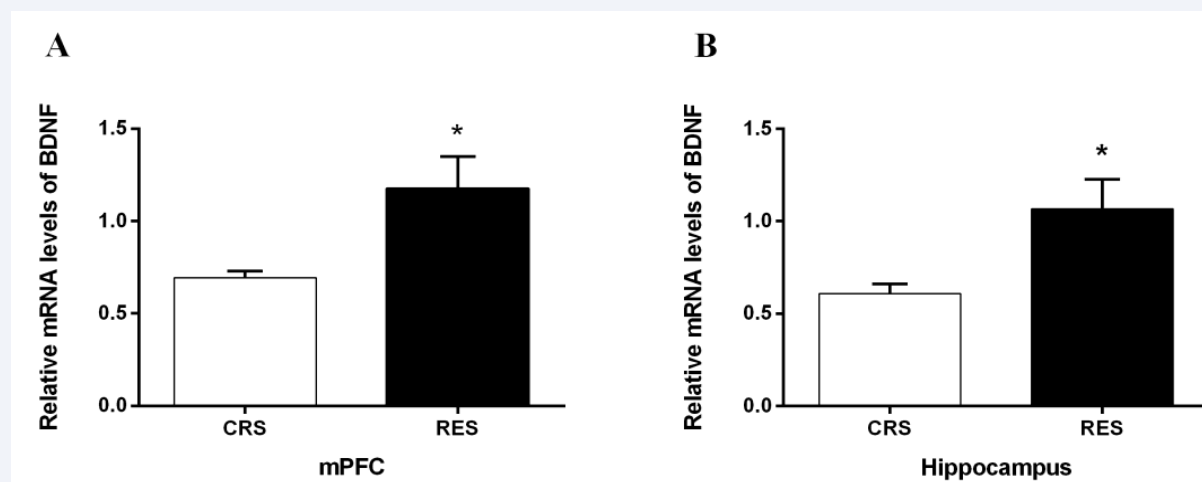 A
Relative mRNA levels of BDNF
1.5
1.0
0.5
0.0
*
CRS
RES
mPFC
B
Relative mRNA levels of BDNF
1.5
1.0
0.5
0.0
*
CRS
RES
Hippocampus